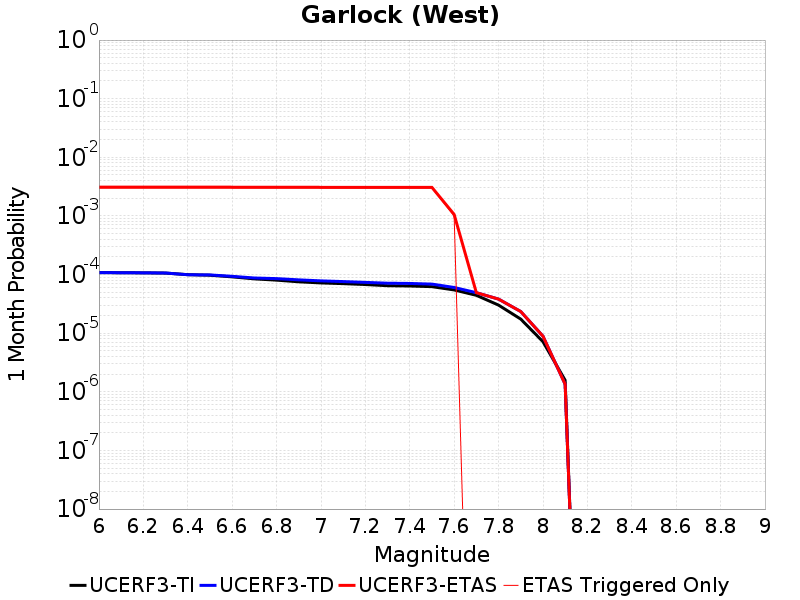 Garlock (West)
1 Month Probability
10^0
10^-1
10^-2
10^-3
10^-4
10^-5
10^-6
10^-7
10^-8
6 6.2 6.4 6.6 6.8 7 7.2 7.4 7.6 7.8 8 8.2 8.4 8.6 8.8 9
Magnitude
UCERF3-TI UCERF3-TD UCERF3-ETAS ETAS Triggered Only